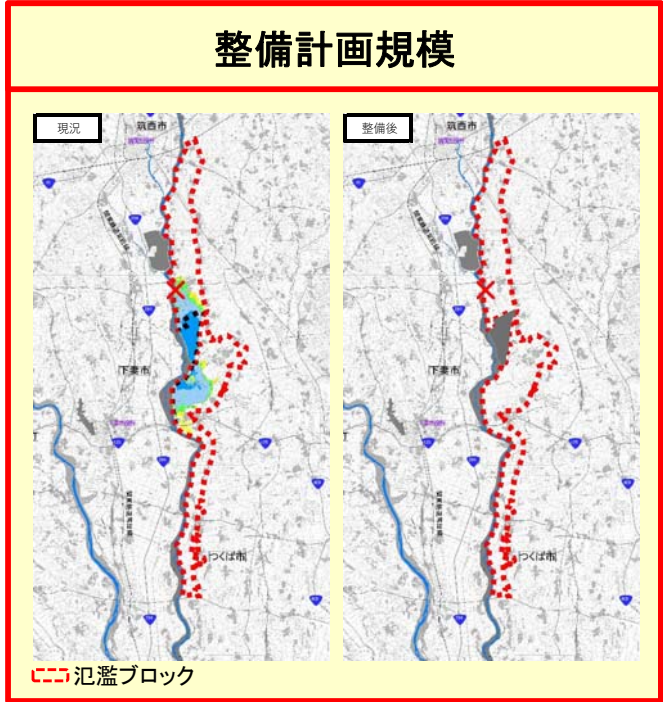 整備計画規模
現況
筑西市
下妻市
つくば市
整備後
筑西市
下妻市
つくば市
氾濫ブロック